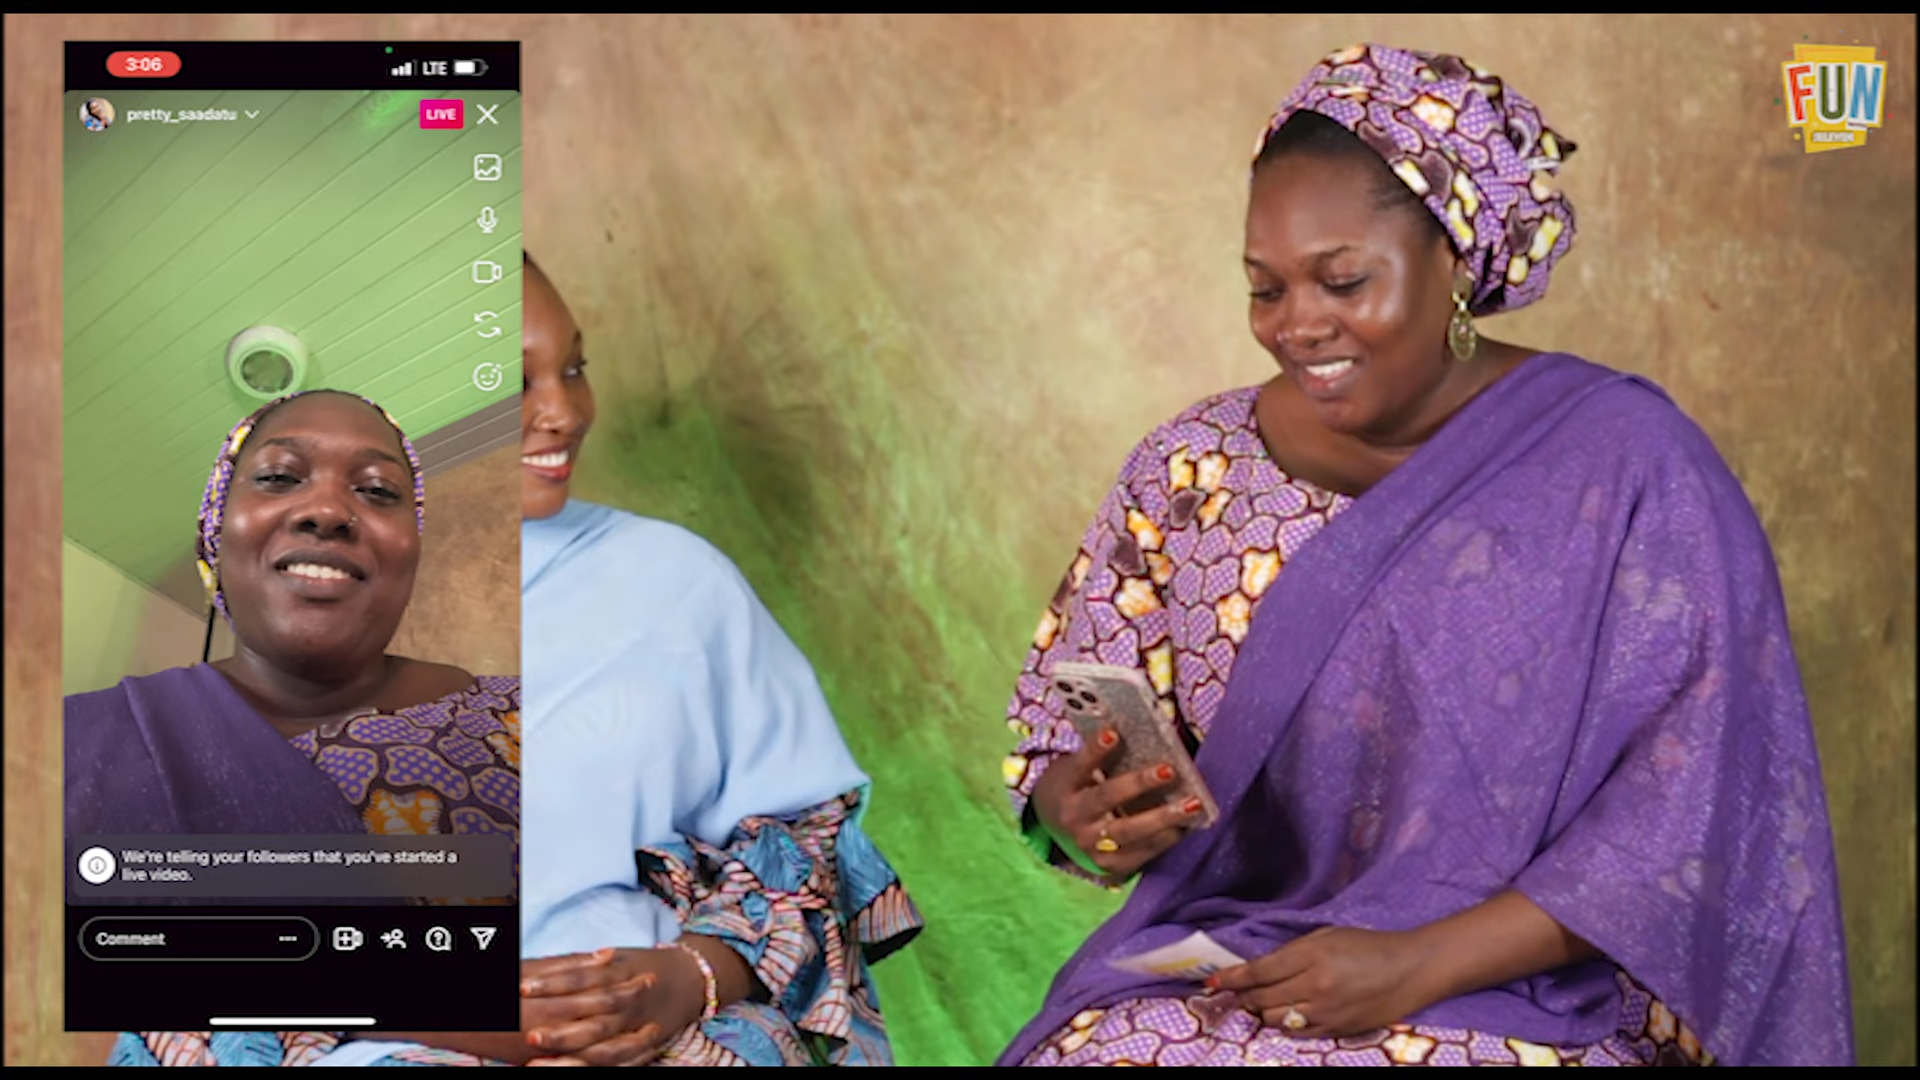 3:06
LTE
pretty_saadatu
LIVE
We're telling your followers that you've started a
live video.
Comment
FUN